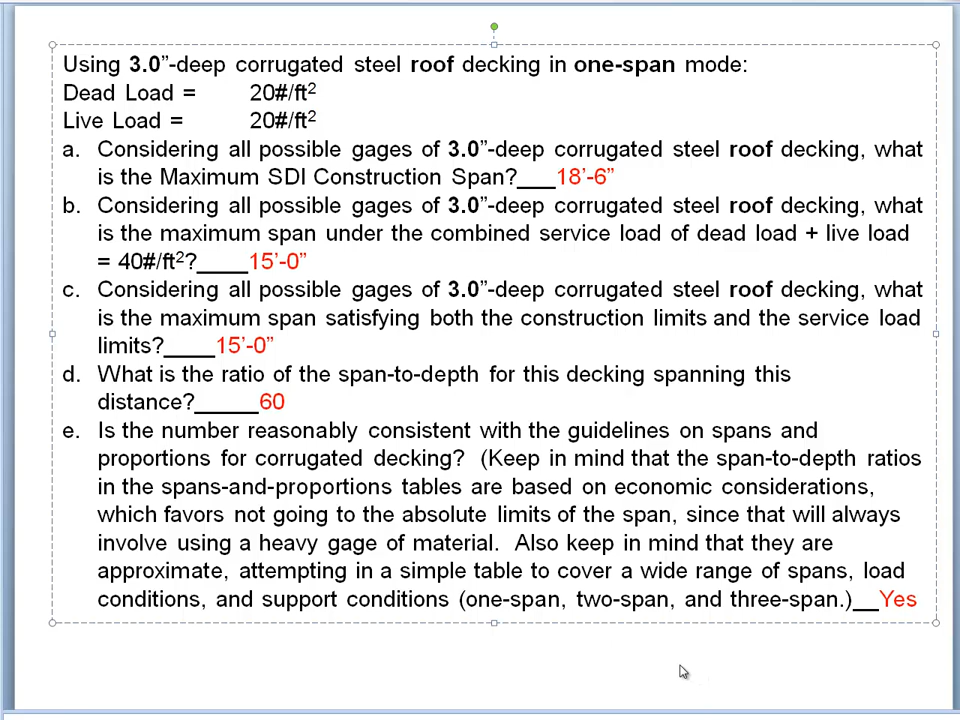 Using 3.0”-deep corrugated steel roof decking in one-span mode:
Dead Load = 20#/ft²
Live Load = 20#/ft²
a. Considering all possible gages of 3.0”-deep corrugated steel roof decking, what
is the Maximum SDI Construction Span?___18’-6”
b. Considering all possible gages of 3.0”-deep corrugated steel roof decking, what
is the maximum span under the combined service load of dead load + live load
= 40#/ft²?____15’-0”
c. Considering all possible gages of 3.0”-deep corrugated steel roof decking, what
is the maximum span satisfying both the construction limits and the service load
limits?____15’-0”
d. What is the ratio of the span-to-depth for this decking spanning this
distance?_____60
e. Is the number reasonably consistent with the guidelines on spans and
proportions for corrugated decking? (Keep in mind that the span-to-depth ratios
in the spans-and-proportions tables are based on economic considerations,
which favors not going to the absolute limits of the span, since that will always
involve using a heavy gage of material. Also keep in mind that they are
approximate, attempting in a simple table to cover a wide range of spans, load
conditions, and support conditions (one-span, two-span, and three-span.)__Yes